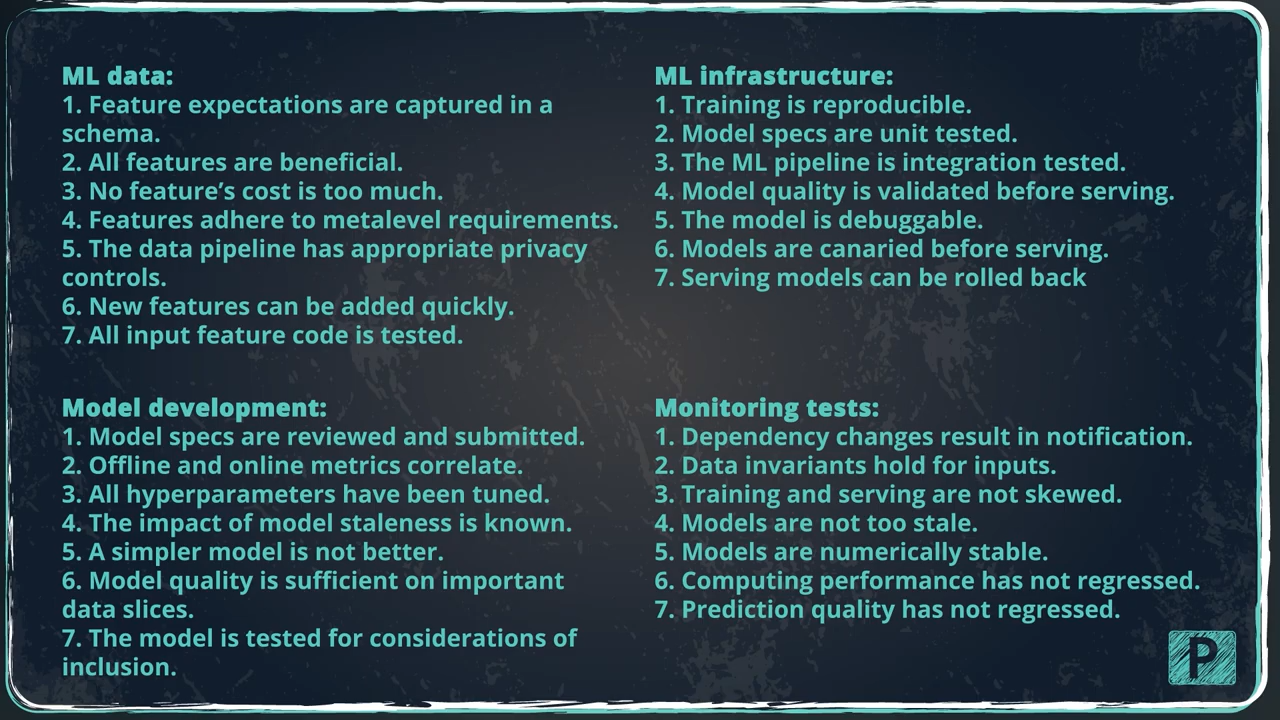 ML data:
1. Feature expectations are captured in a
schema.
2. All features are beneficial.
3. No feature’s cost is too much.
4. Features adhere to metalevel requirements.
5. The data pipeline has appropriate privacy
controls.
6. New features can be added quickly.
7. All input feature code is tested.
ML infrastructure:
1. Training is reproducible.
2. Model specs are unit tested.
3. The ML pipeline is integration tested.
4. Model quality is validated before serving.
5. The model is debuggable.
6. Models are canaried before serving.
7. Serving models can be rolled back
Model development:
1. Model specs are reviewed and submitted.
2. Offline and online metrics correlate.
3. All hyperparameters have been tuned.
4. The impact of model staleness is known.
5. A simpler model is not better.
6. Model quality is sufficient on important
data slices.
7. The model is tested for considerations of
inclusion.
Monitoring tests:
1. Dependency changes result in notification.
2. Data invariants hold for inputs.
3. Training and serving are not skewed.
4. Models are not too stale.
5. Models are numerically stable.
6. Computing performance has not regressed.
7. Prediction quality has not regressed.
P